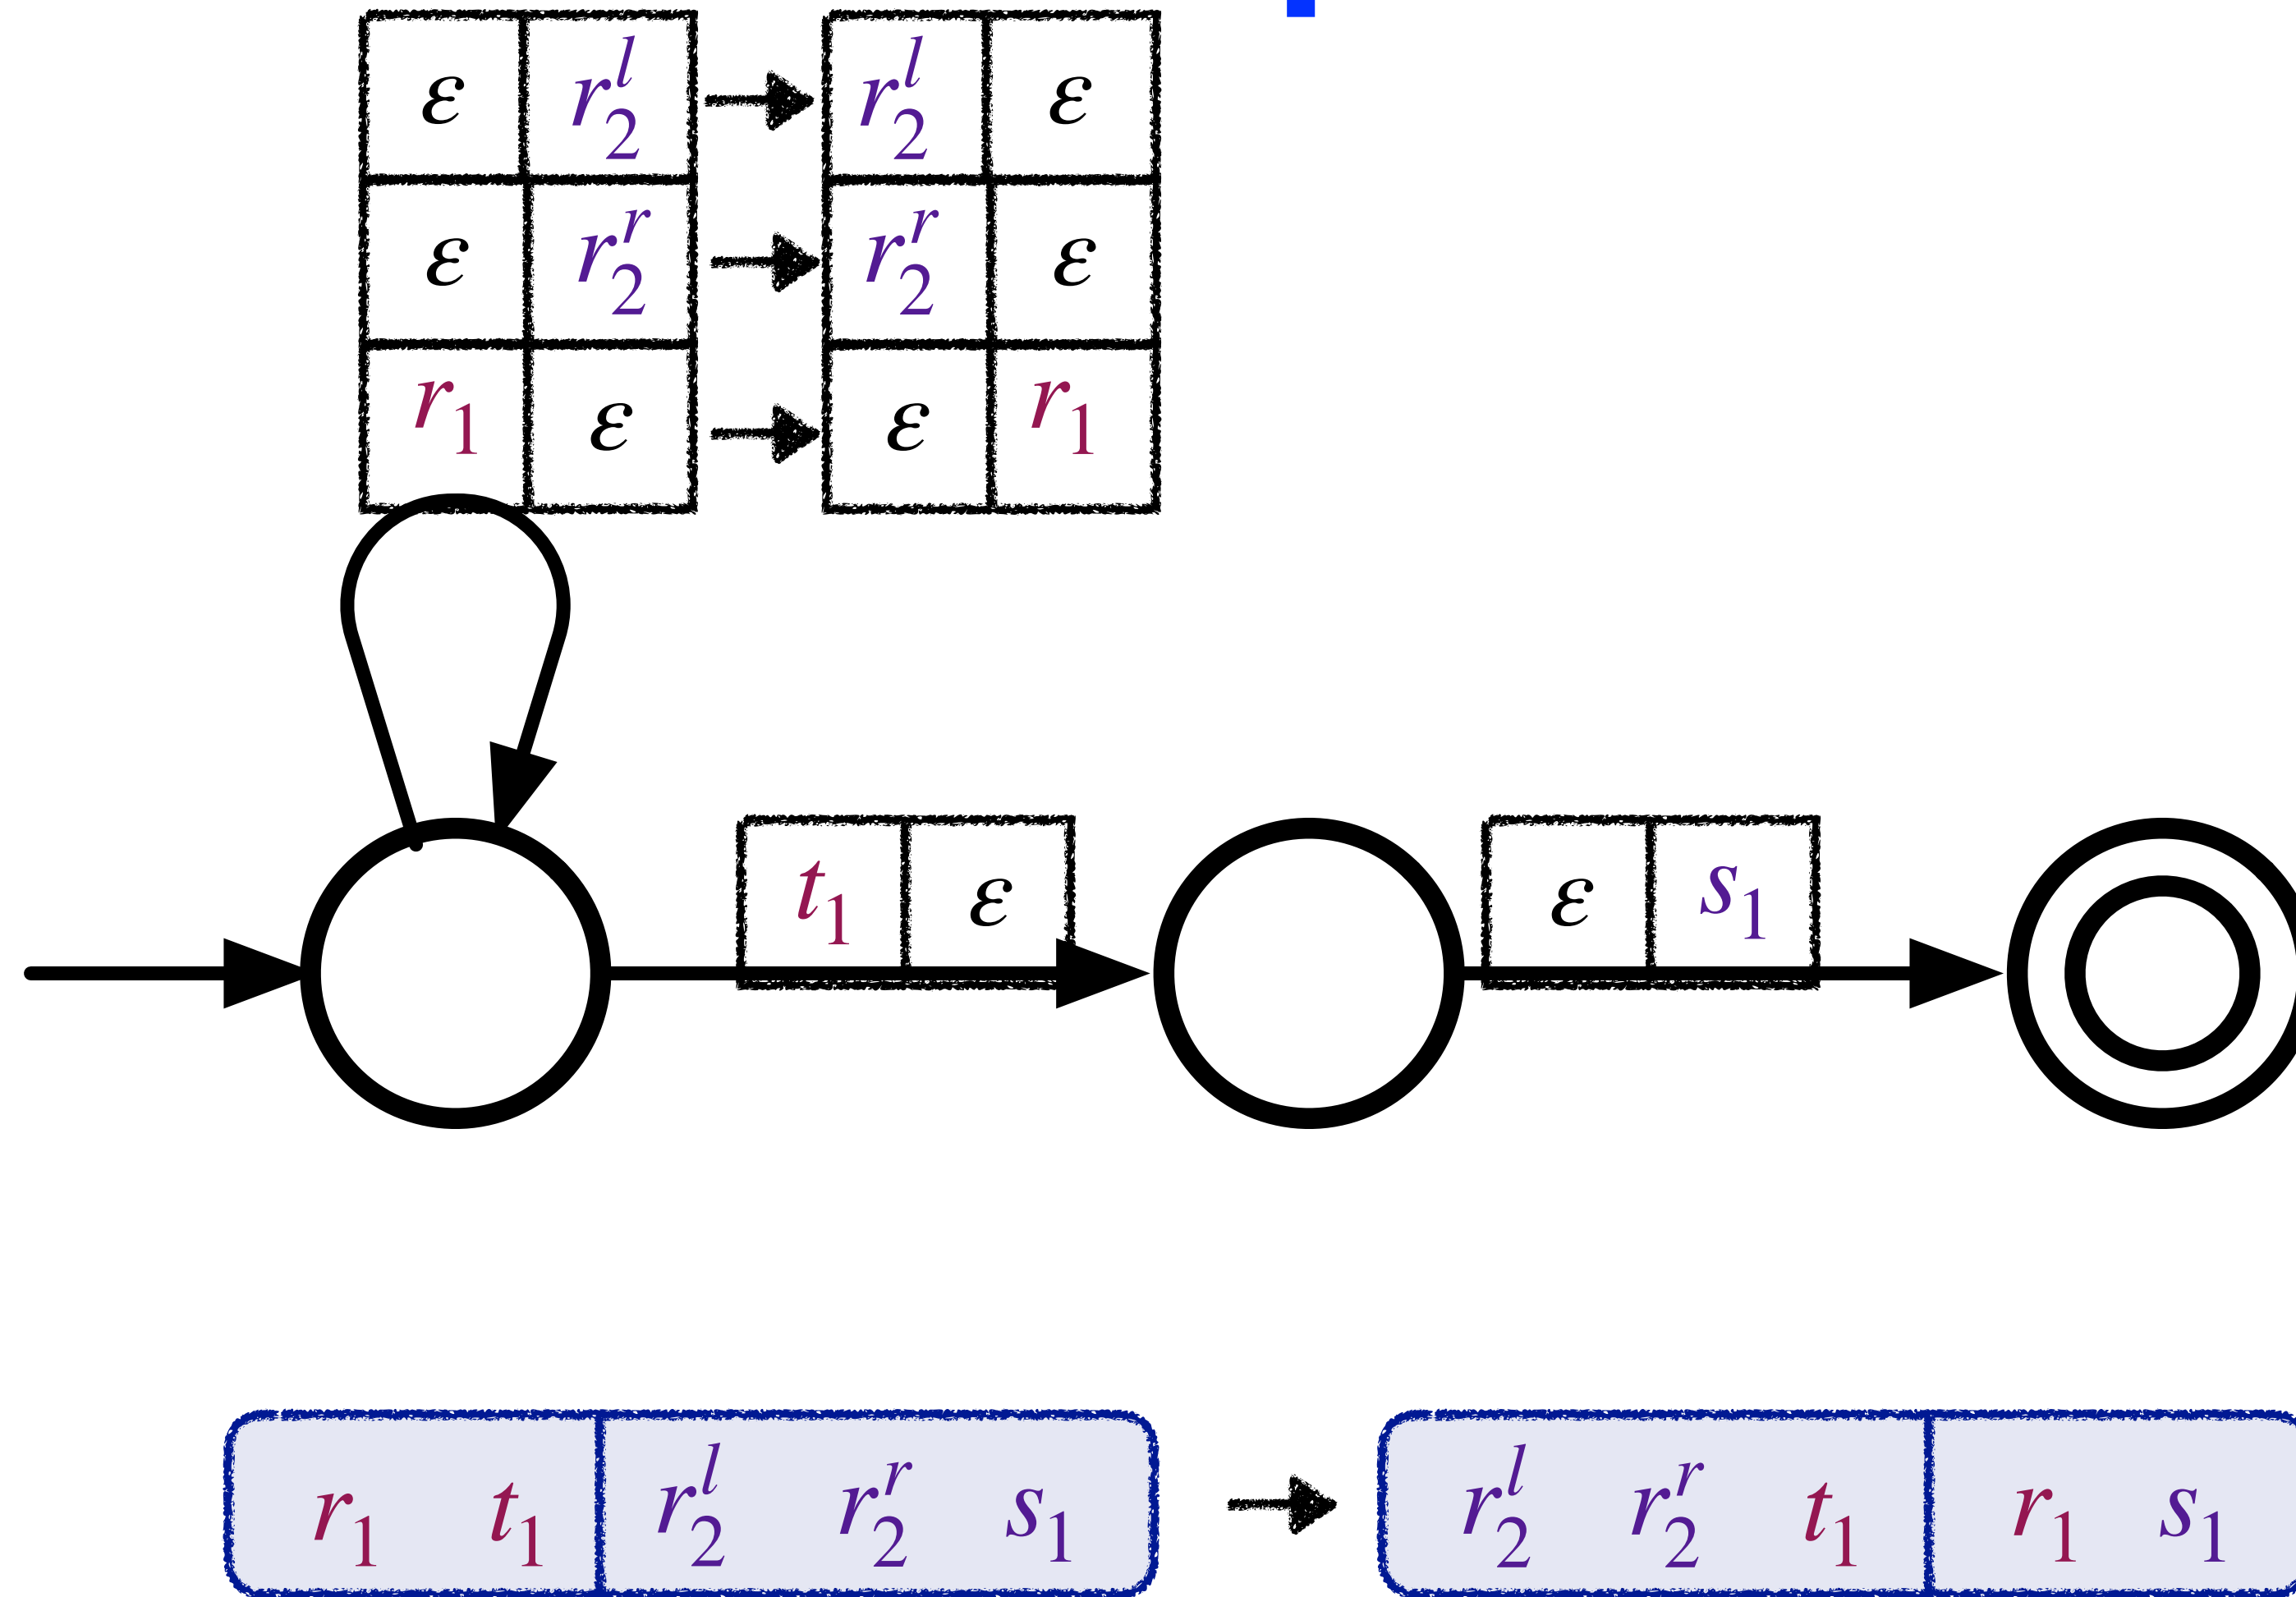 ε r₂ˡ → r₂ˡ ε
ε r₂ʳ → r₂ʳ ε
r₁ ε → ε r₁
t₁ ε
ε s₁
r₁ t₁ r₂ˡ r₂ʳ s₁ → r₂ˡ r₂ʳ t₁ r₁ s₁